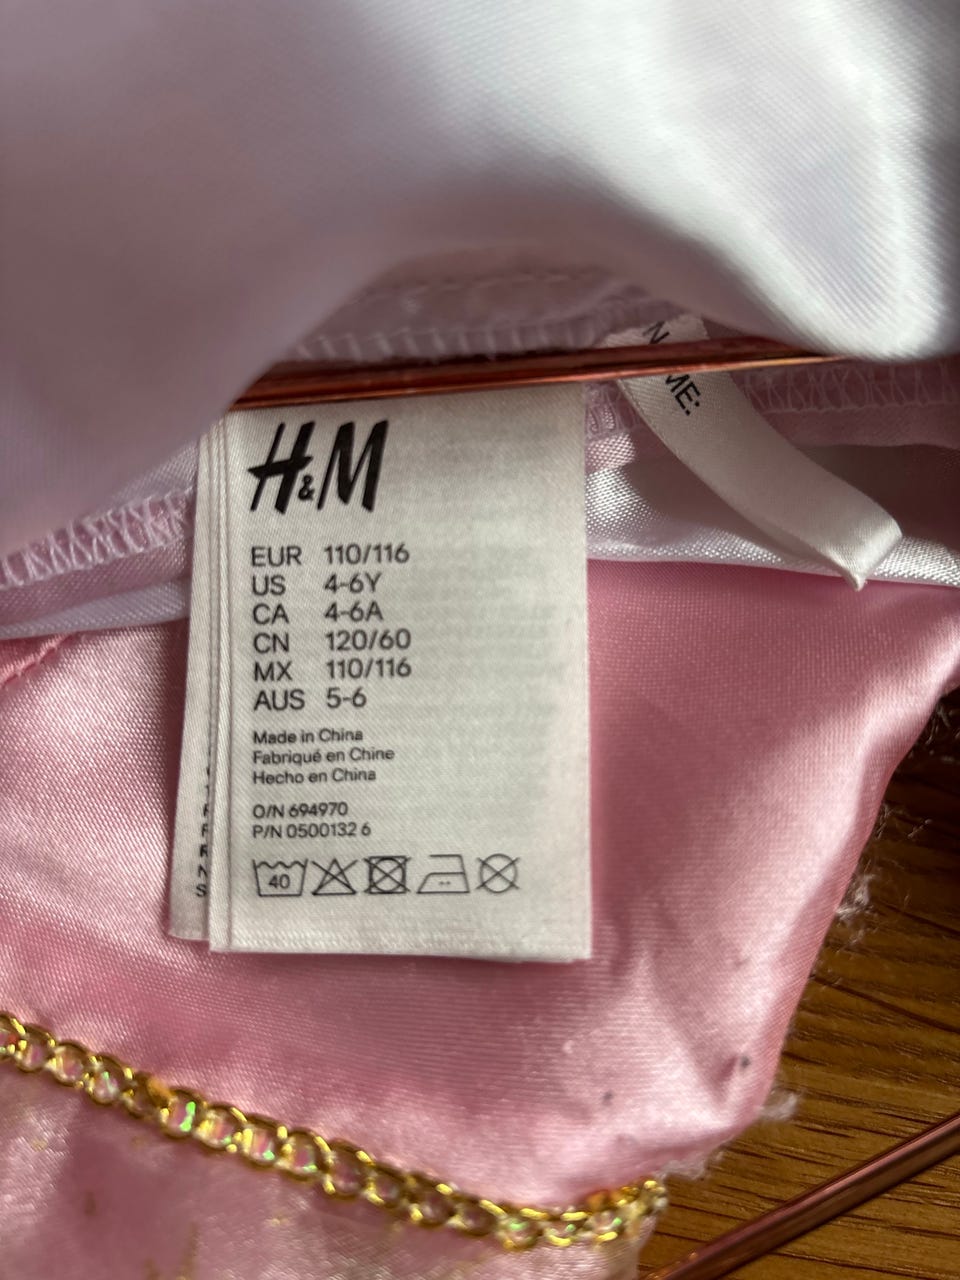 H&M
EUR 110/116
US 4-6Y
CA 4-6A
CN 120/60
MX 110/116
AUS 5-6
Made in China
Fabriqué en Chine
Hecho en China
O/N 694970
P/N 0500132 6
40
ME: